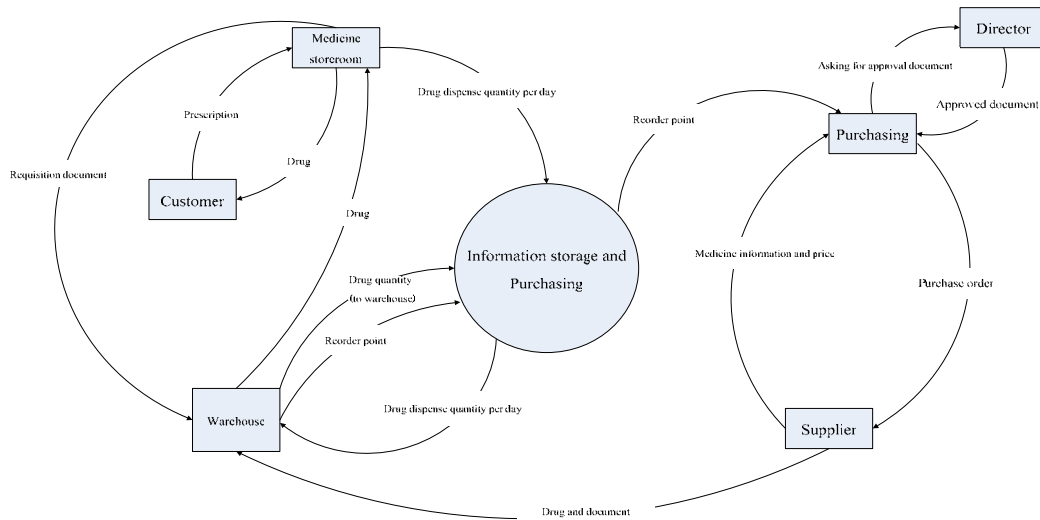 Medicine
storeroom
Director
Asking for approval document
Drug dispense quantity per day
Approved document
Prescription
Reorder point
Purchasing
Drug
Requisition document
Customer
Drug
Information storage and
Purchasing
Medicine information and price
Drug quantity
(to warehouse)
Purchase order
Reorder point
Drug dispense quantity per day
Warehouse
Supplier
Drug and document